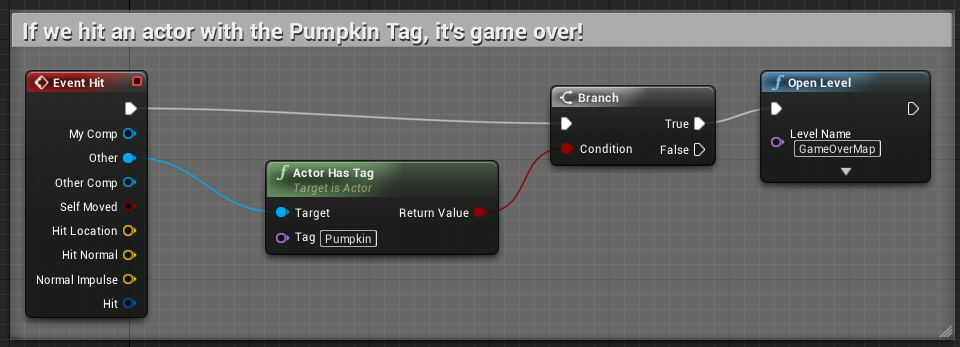 If we hit an actor with the Pumpkin Tag, it's game over!
Event Hit
My Comp
Other
Other Comp
Self Moved
Hit Location
Hit Normal
Normal Impulse
Hit
Actor Has Tag
Target is Actor
Target
Return Value
Tag Pumpkin
Branch
True
Condition
False
Open Level
Level Name
GameOverMap